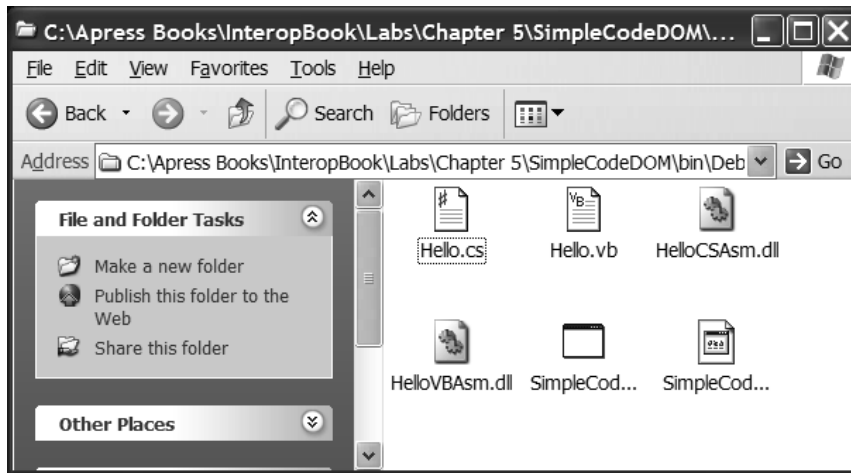 C:\Apress Books\InteropBook\Labs\Chapter 5\SimpleCodeDOM\...
File Edit View Favorites Tools Help
Back Search Folders
Address C:\Apress Books\InteropBook\Labs\Chapter 5\SimpleCodeDOM\bin\Deb Go
File and Folder Tasks
Make a new folder
Publish this folder to the
Web
Share this folder
Other Places
Hello.cs Hello.vb HelloCSAsm.dll
HelloVBAsm.dll SimpleCod... SimpleCod...